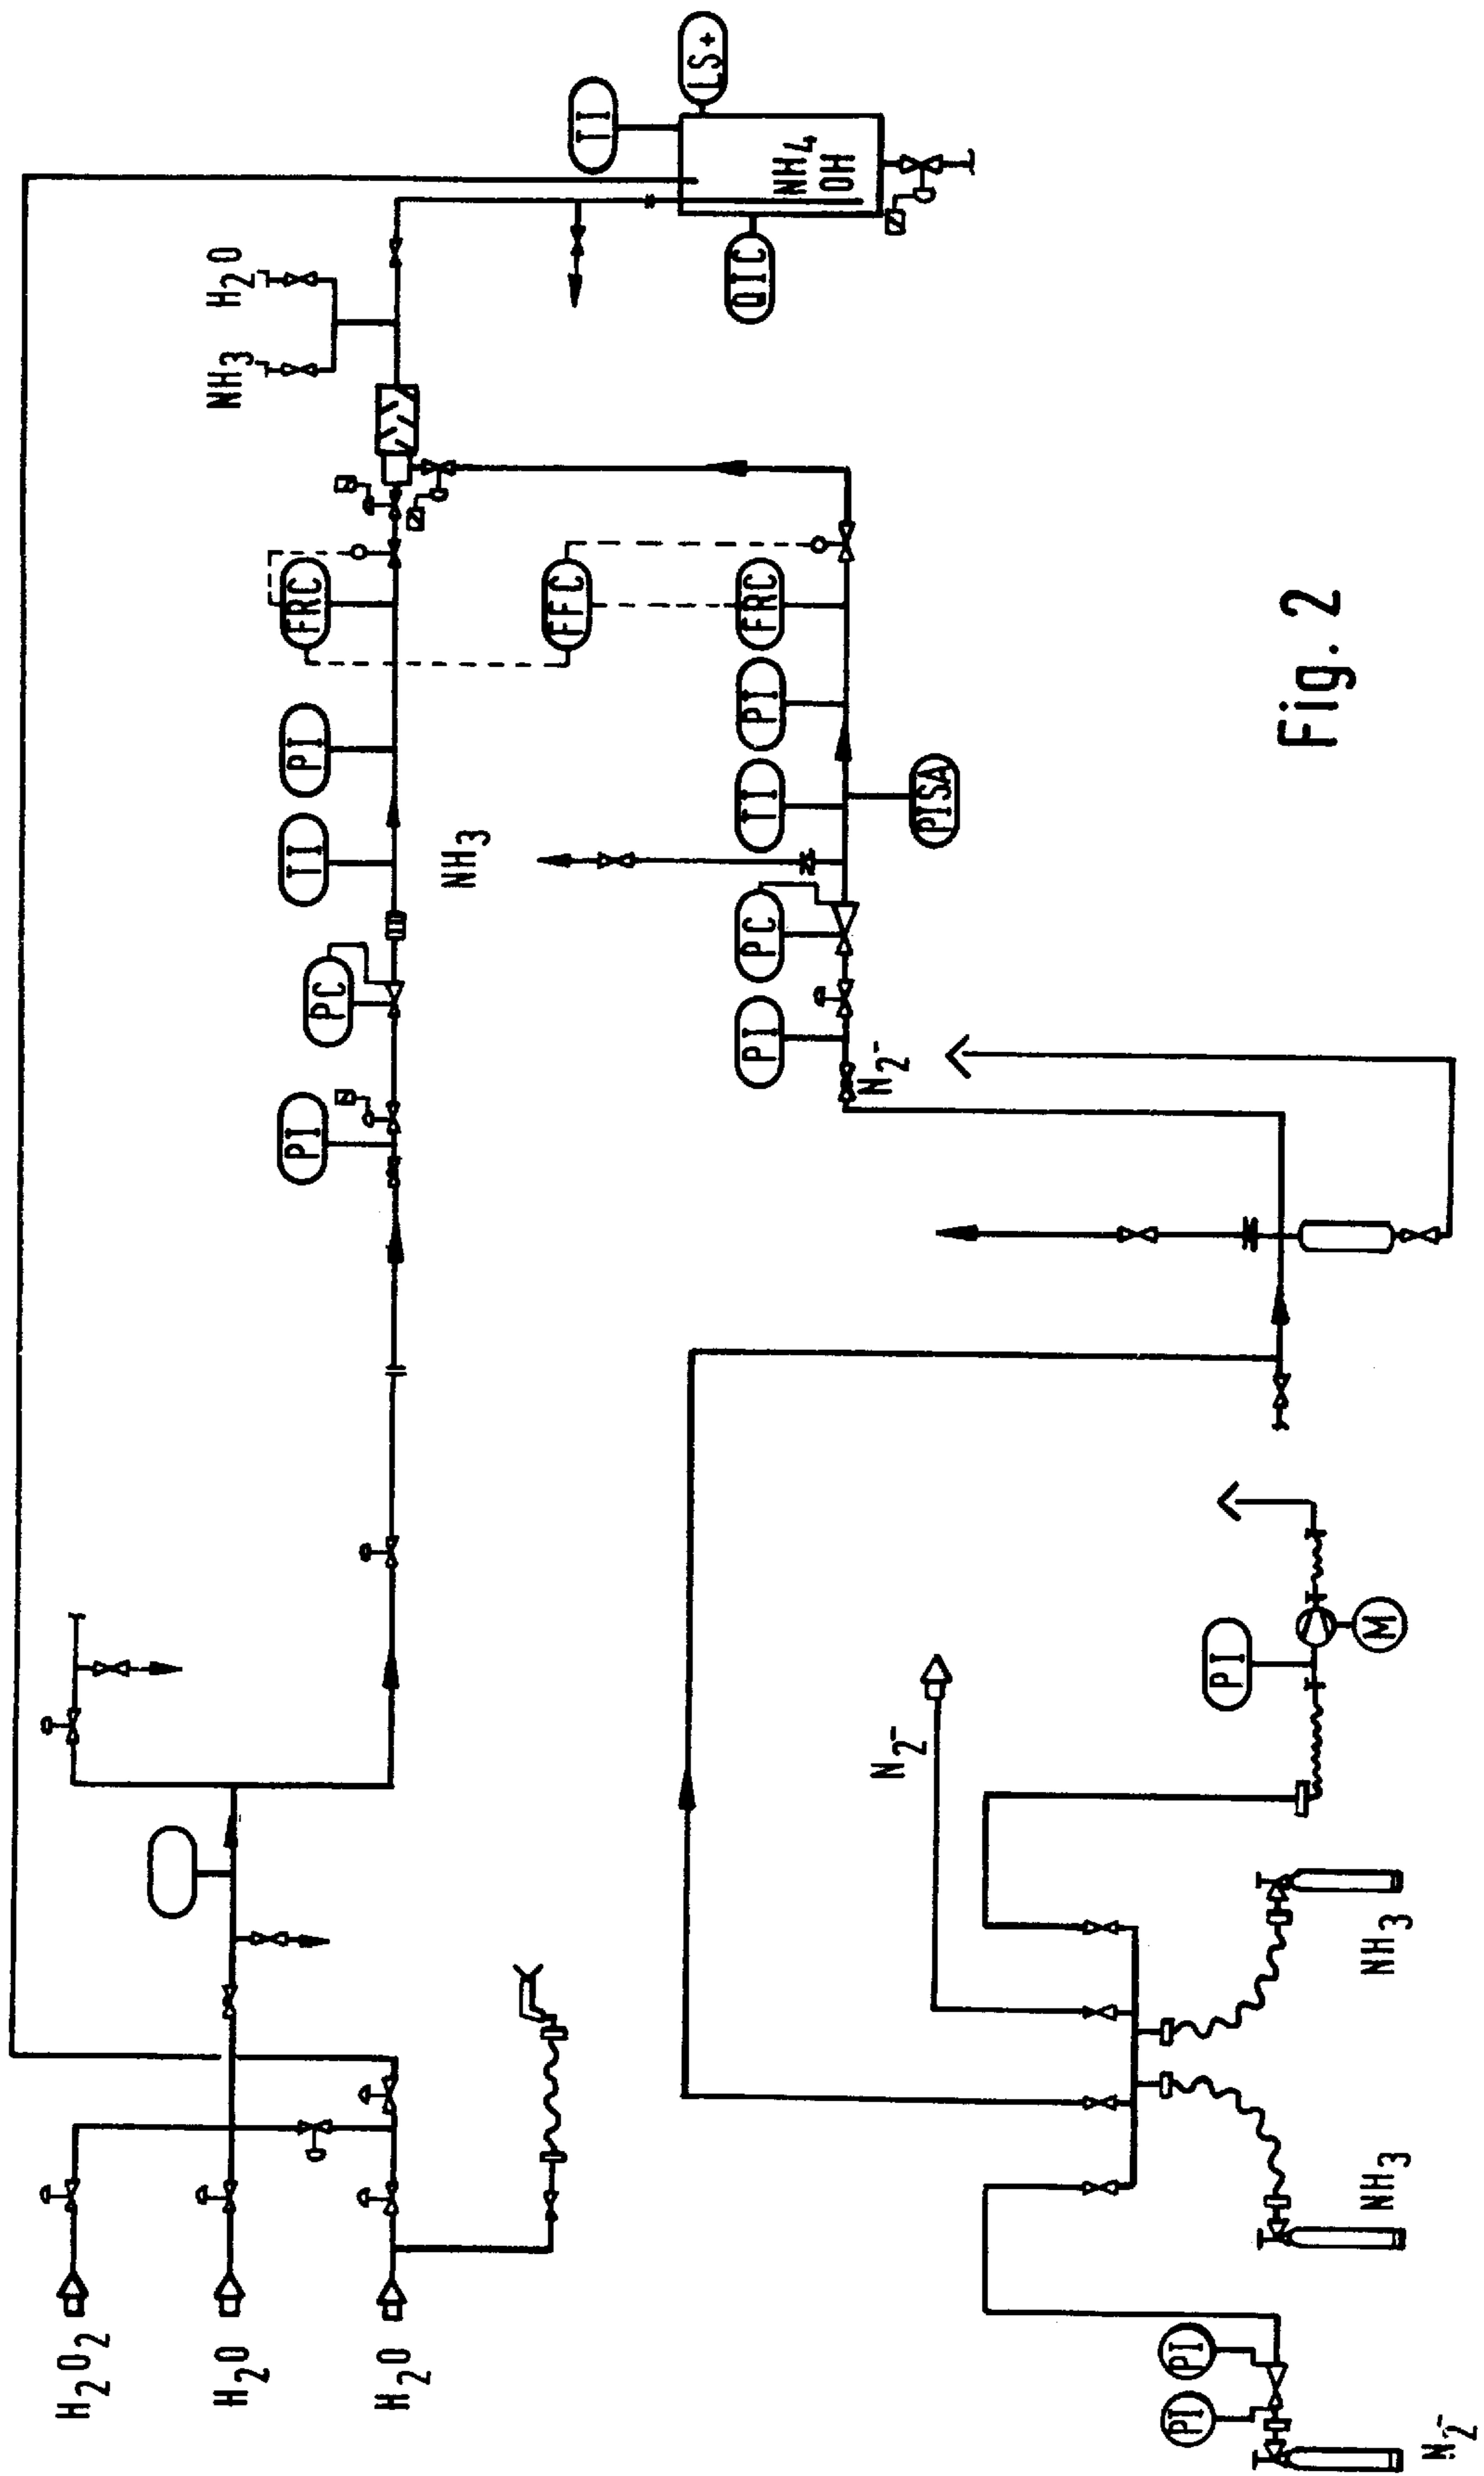 H2O2
H2O
H2O
PI
PC
TI
PI
FRC
NH3
H2O
TI
LS+
NH4
OH
QIC
FFC
NH3
PI
PC
TI
PI
FRC
PISA
N2-
N2-
PI
M
NH3
NH3
PI
PI
N2-
Fig. 2